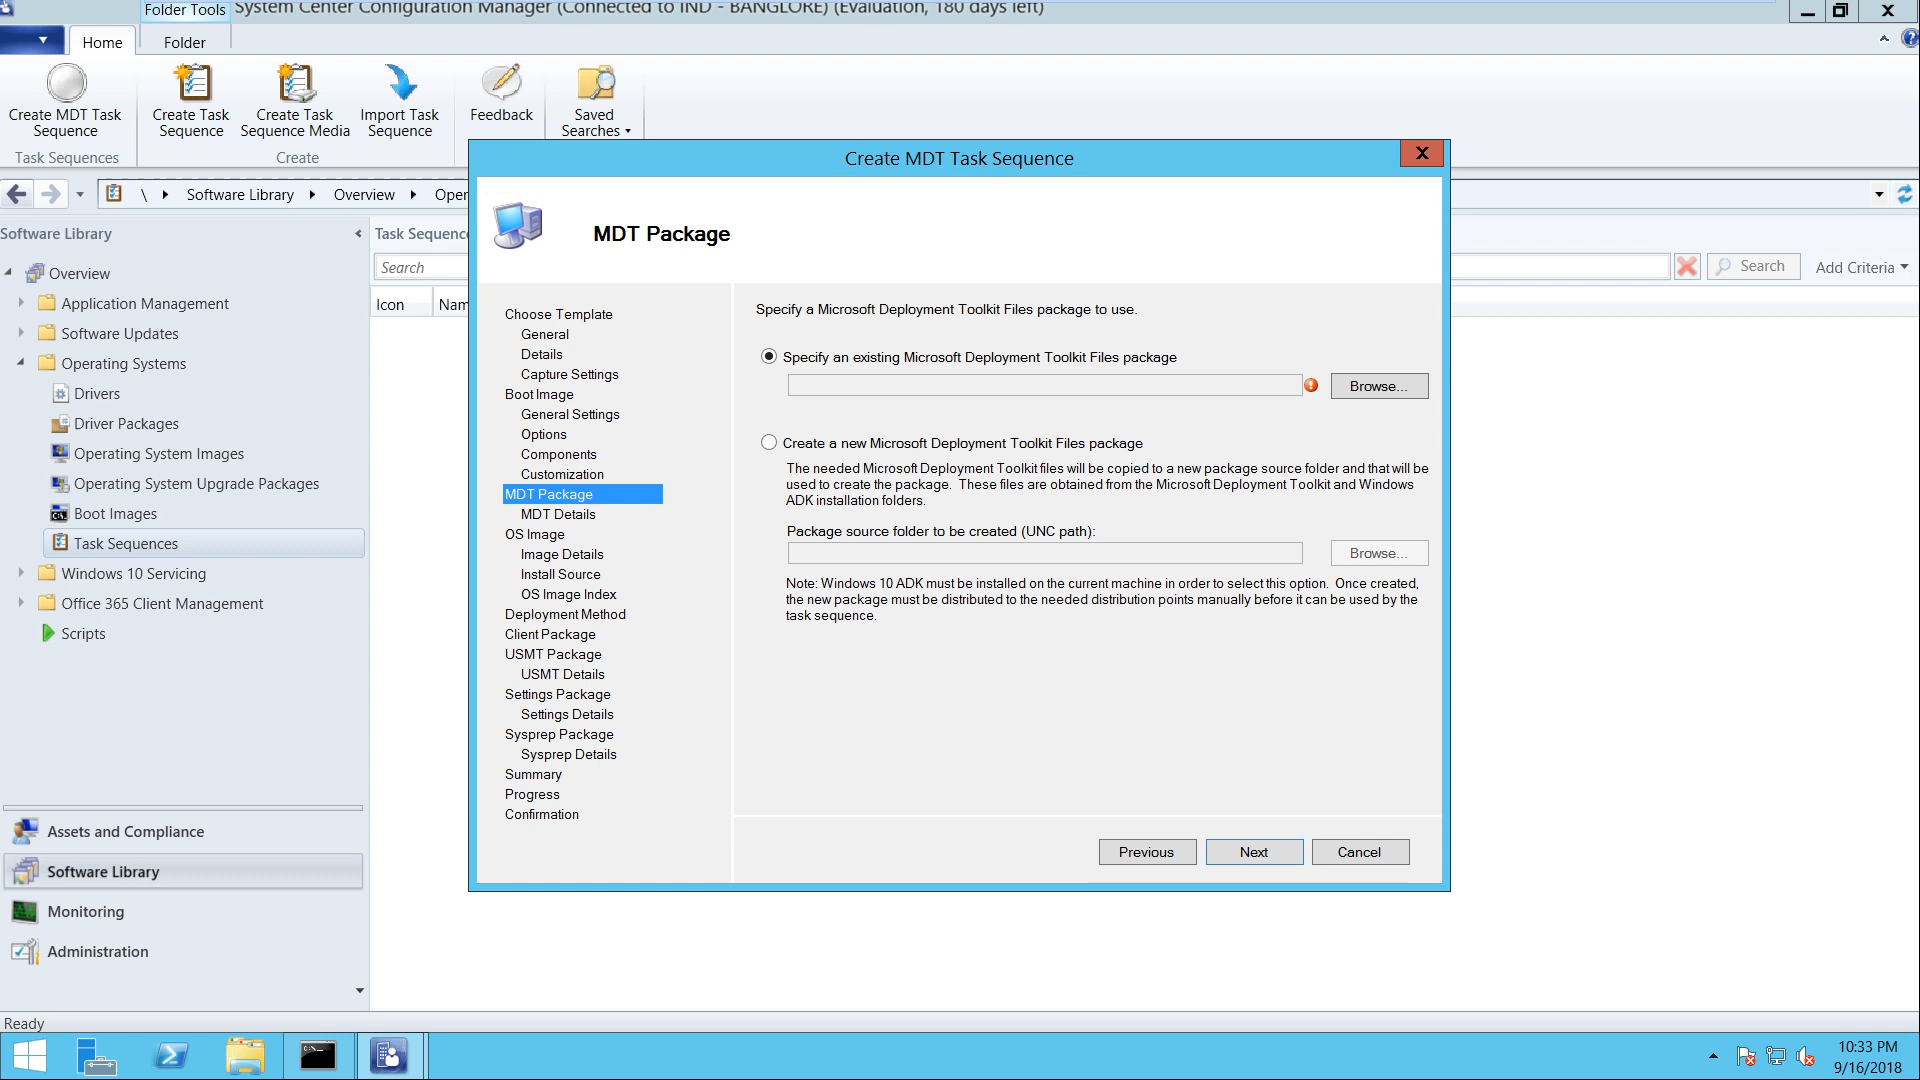 Folder Tools
System Center Configuration Manager (Connected to IND - BANGLORE) (Evaluation, 180 days left)
Home
Folder
Create MDT Task Sequence
Create Task Sequence
Create Task Sequence Media
Import Task Sequence
Feedback
Saved Searches
Task Sequences
Create
\
Software Library
Overview
Oper
Software Library
Overview
Application Management
Software Updates
Operating Systems
Drivers
Driver Packages
Operating System Images
Operating System Upgrade Packages
Boot Images
Task Sequences
Windows 10 Servicing
Office 365 Client Management
Scripts
Assets and Compliance
Software Library
Monitoring
Administration
Task Sequenc
Search
Icon
Nam
Search
Add Criteria
Create MDT Task Sequence
X
MDT Package
Choose Template
General
Details
Capture Settings
Boot Image
General Settings
Options
Components
Customization
MDT Package
MDT Details
OS Image
Image Details
Install Source
OS Image Index
Deployment Method
Client Package
USMT Package
USMT Details
Settings Package
Settings Details
Sysprep Package
Sysprep Details
Summary
Progress
Confirmation
Specify a Microsoft Deployment Toolkit Files package to use.
Specify an existing Microsoft Deployment Toolkit Files package
Browse...
Create a new Microsoft Deployment Toolkit Files package
The needed Microsoft Deployment Toolkit files will be copied to a new package source folder and that will be
used to create the package. These files are obtained from the Microsoft Deployment Toolkit and Windows
ADK installation folders.
Package source folder to be created (UNC path):
Browse...
Note: Windows 10 ADK must be installed on the current machine in order to select this option. Once created,
the new package must be distributed to the needed distribution points manually before it can be used by the
task sequence.
Previous
Next
Cancel
Ready
10:33 PM
9/16/2018